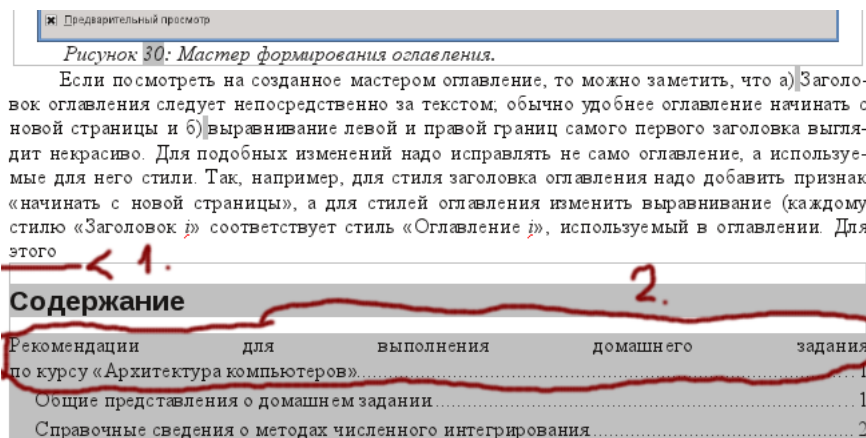 Предварительный просмотр
Рисунок 30: Мастер формирования оглавления.
Если посмотреть на созданное мастером оглавление, то можно заметить, что а) Заголо-
вок оглавления следует непосредственно за текстом; обычно удобнее оглавление начинать с
новой страницы и б) выравнивание левой и правой границ самого первого заголовка выгля-
дит некрасиво. Для подобных изменений надо исправлять не само оглавление, а используе-
мые для него стили. Так, например, для стиля заголовка оглавления надо добавить признак
«начинать с новой страницы», а для стилей оглавления изменить выравнивание (каждому
стилю «Заголовок i» соответствует стиль «Оглавление i», используемый в оглавлении. Для
этого
< 1.
2.
Содержание
Рекомендации для выполнения домашнего задания
по курсу «Архитектура компьютеров» 1
Общие представления о домашнем задании 1
Справочные сведения о методах численного интегрирования